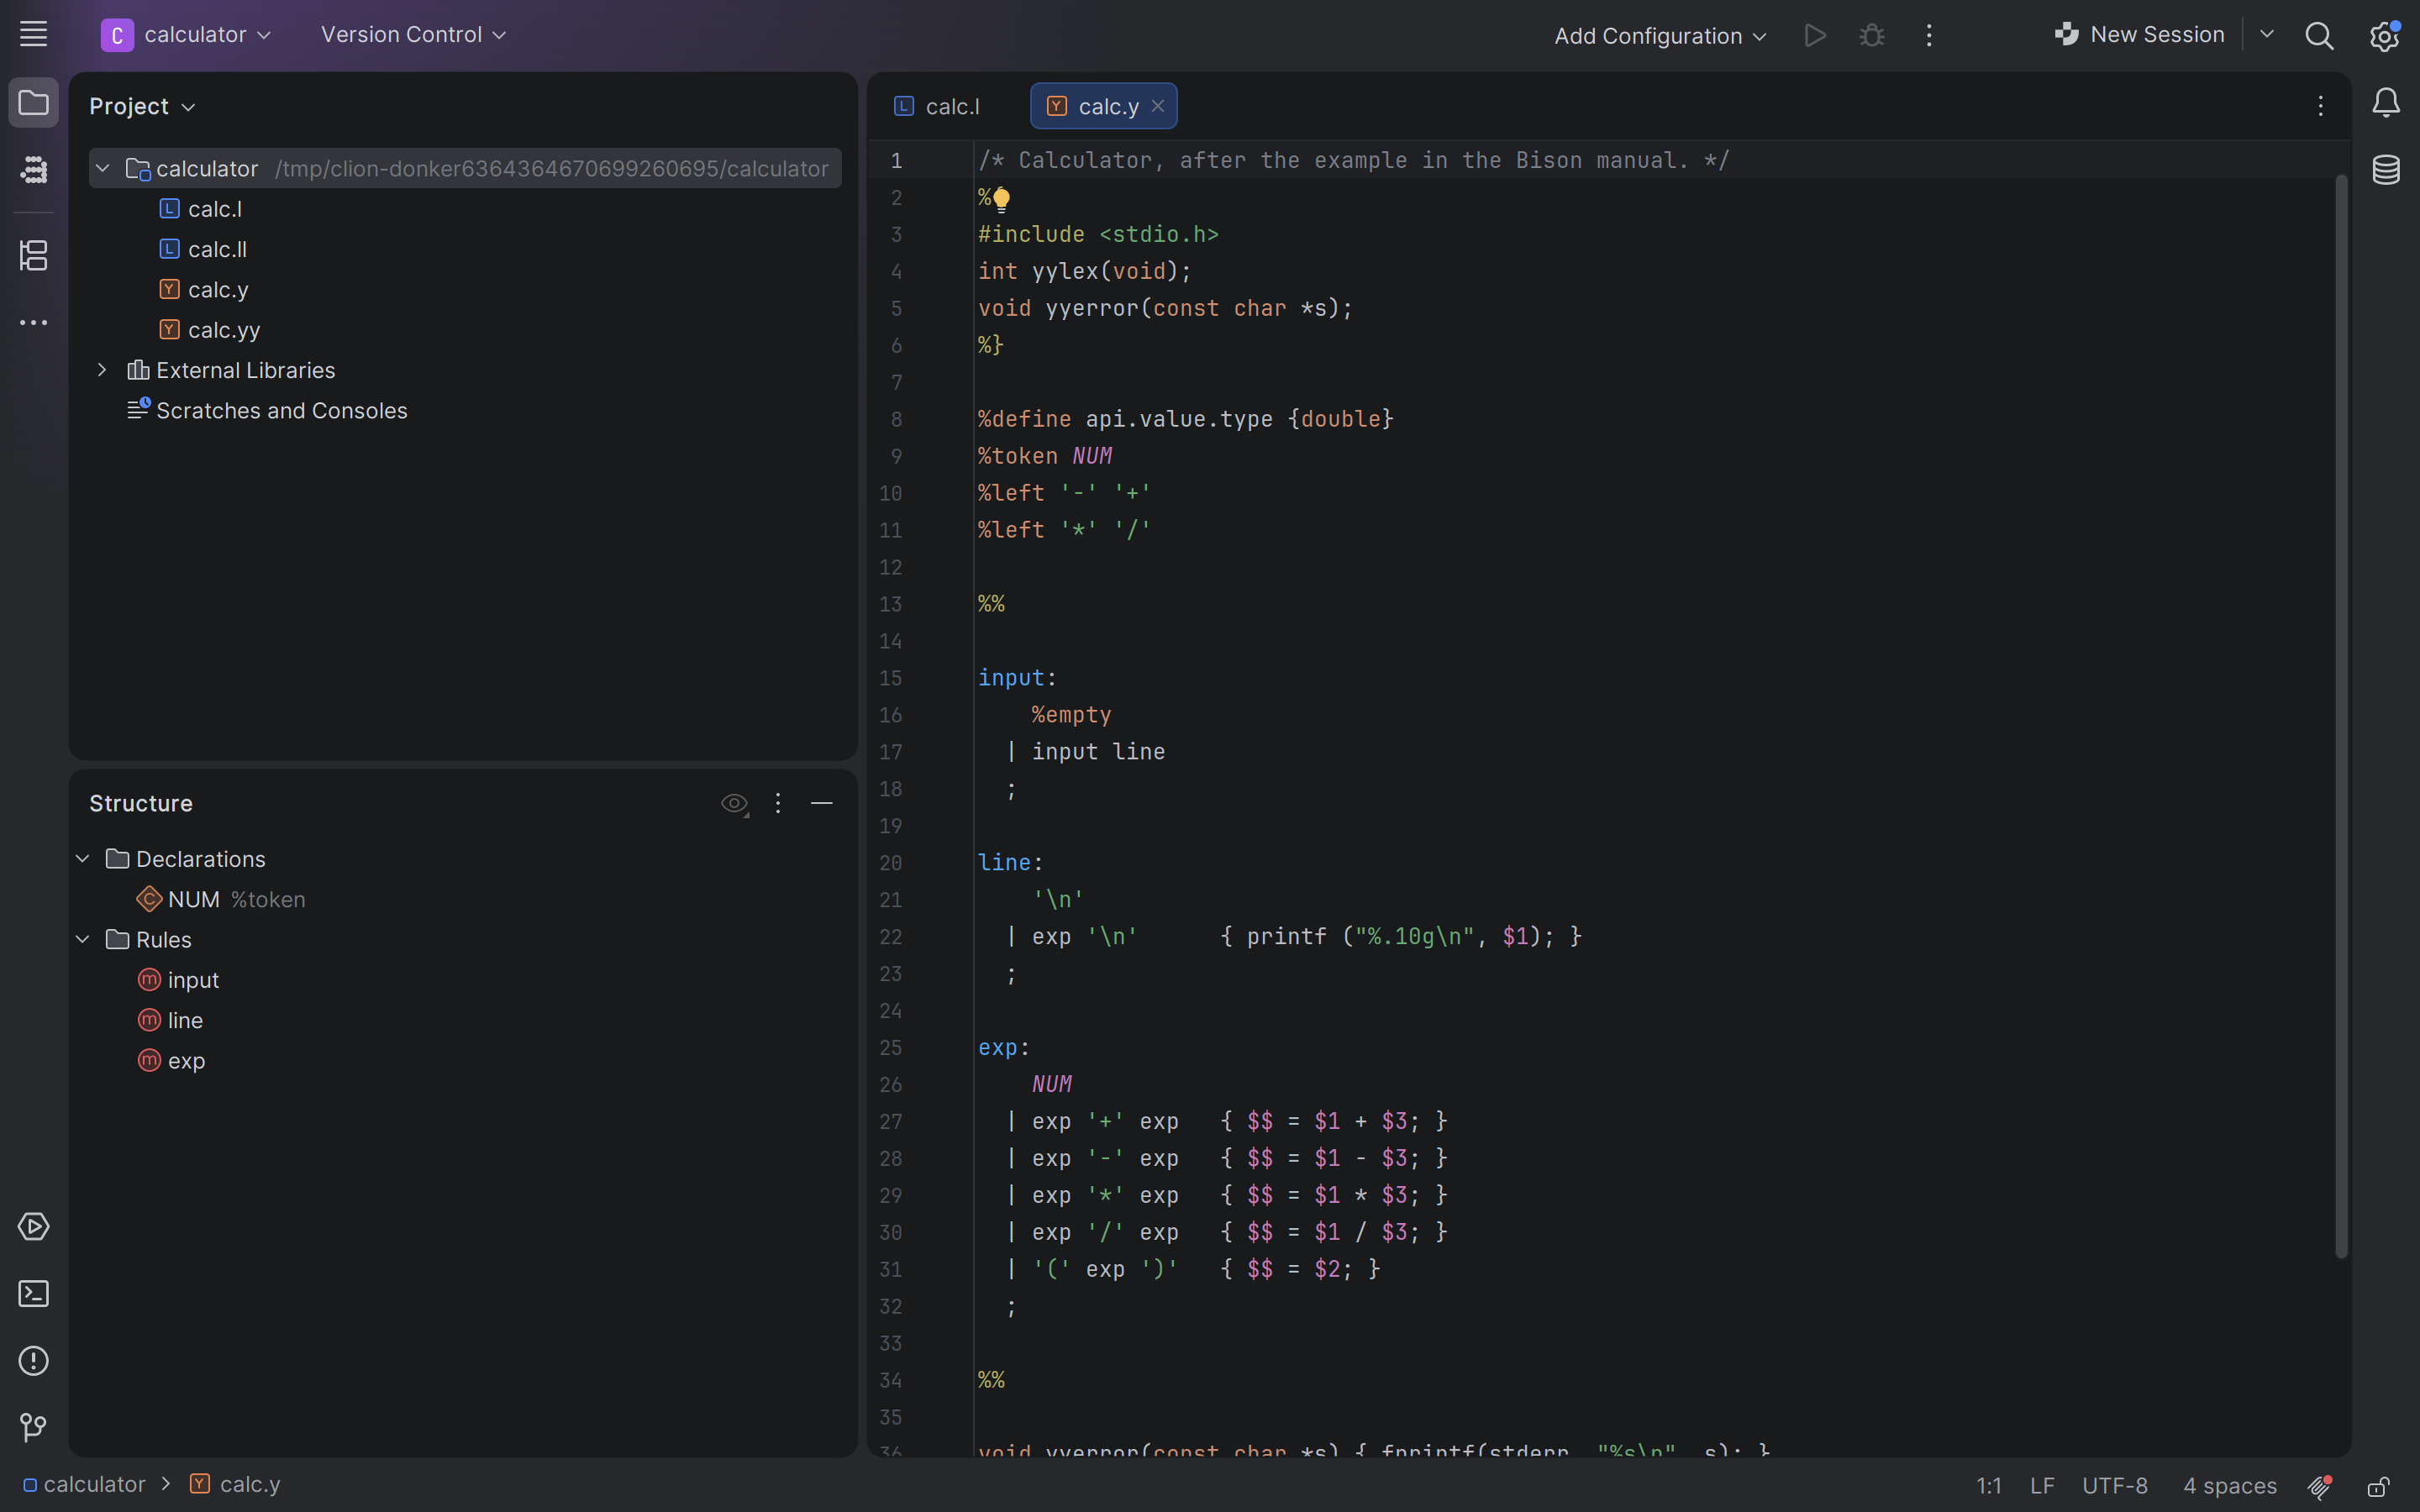 C calculator Version Control Add Configuration New Session
Project
calculator /tmp/clion-donker6364364670699260695/calculator
calc.l
calc.ll
calc.y
calc.yy
External Libraries
Scratches and Consoles
Structure
Declarations
NUM %token
Rules
input
line
exp
calc.l calc.y
1 /* Calculator, after the example in the Bison manual. */
2 %
3 #include <stdio.h>
4 int yylex(void);
5 void yyerror(const char *s);
6 %}
7
8 %define api.value.type {double}
9 %token NUM
10 %left '-' '+'
11 %left '*' '/'
12
13 %%
14
15 input:
16 %empty
17 | input line
18 ;
19
20 line:
21 '\n'
22 | exp '\n' { printf ("%.10g\n", $1); }
23 ;
24
25 exp:
26 NUM
27 | exp '+' exp { $$ = $1 + $3; }
28 | exp '-' exp { $$ = $1 - $3; }
29 | exp '*' exp { $$ = $1 * $3; }
30 | exp '/' exp { $$ = $1 / $3; }
31 | '(' exp ')' { $$ = $2; }
32 ;
33
34 %%
35
36 void yyerror(const char *s) { fprintf(stderr, "%s\n", s); }
calculator calc.y 1:1 LF UTF-8 4 spaces